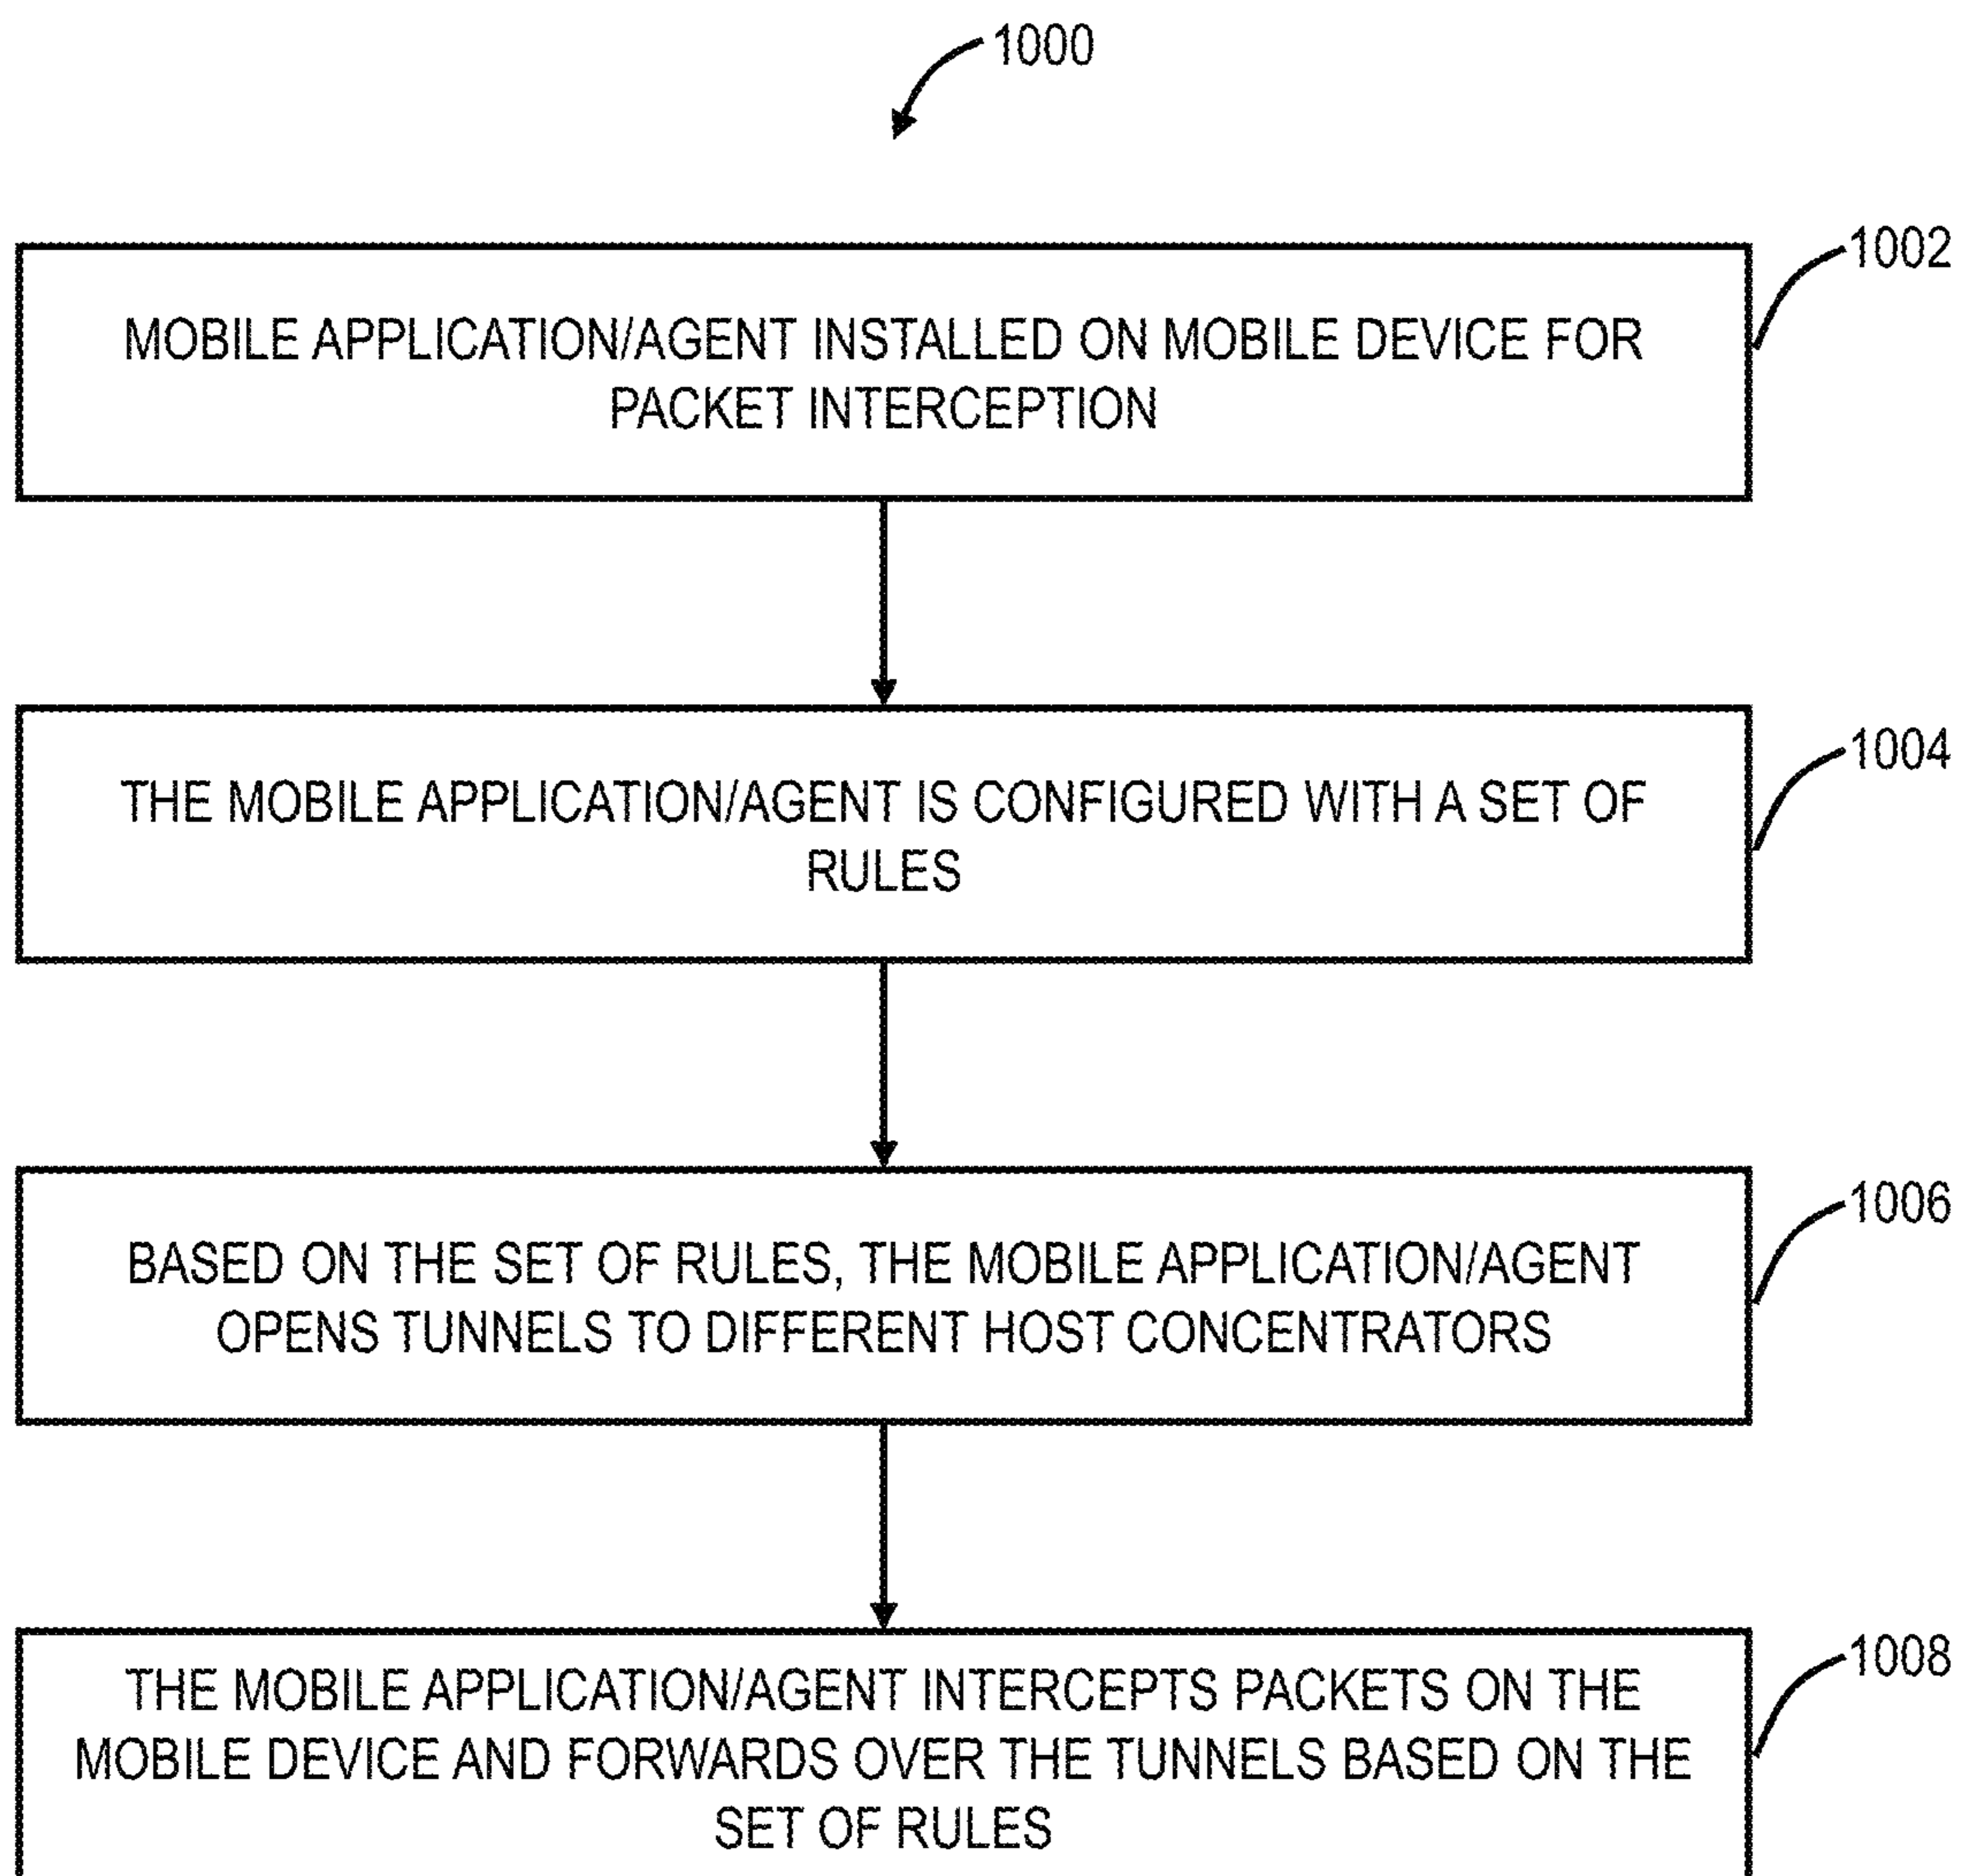 1000
1002
MOBILE APPLICATION/AGENT INSTALLED ON MOBILE DEVICE FOR
PACKET INTERCEPTION
1004
THE MOBILE APPLICATION/AGENT IS CONFIGURED WITH A SET OF
RULES
1006
BASED ON THE SET OF RULES, THE MOBILE APPLICATION/AGENT
OPENS TUNNELS TO DIFFERENT HOST CONCENTRATORS
1008
THE MOBILE APPLICATION/AGENT INTERCEPTS PACKETS ON THE
MOBILE DEVICE AND FORWARDS OVER THE TUNNELS BASED ON THE
SET OF RULES